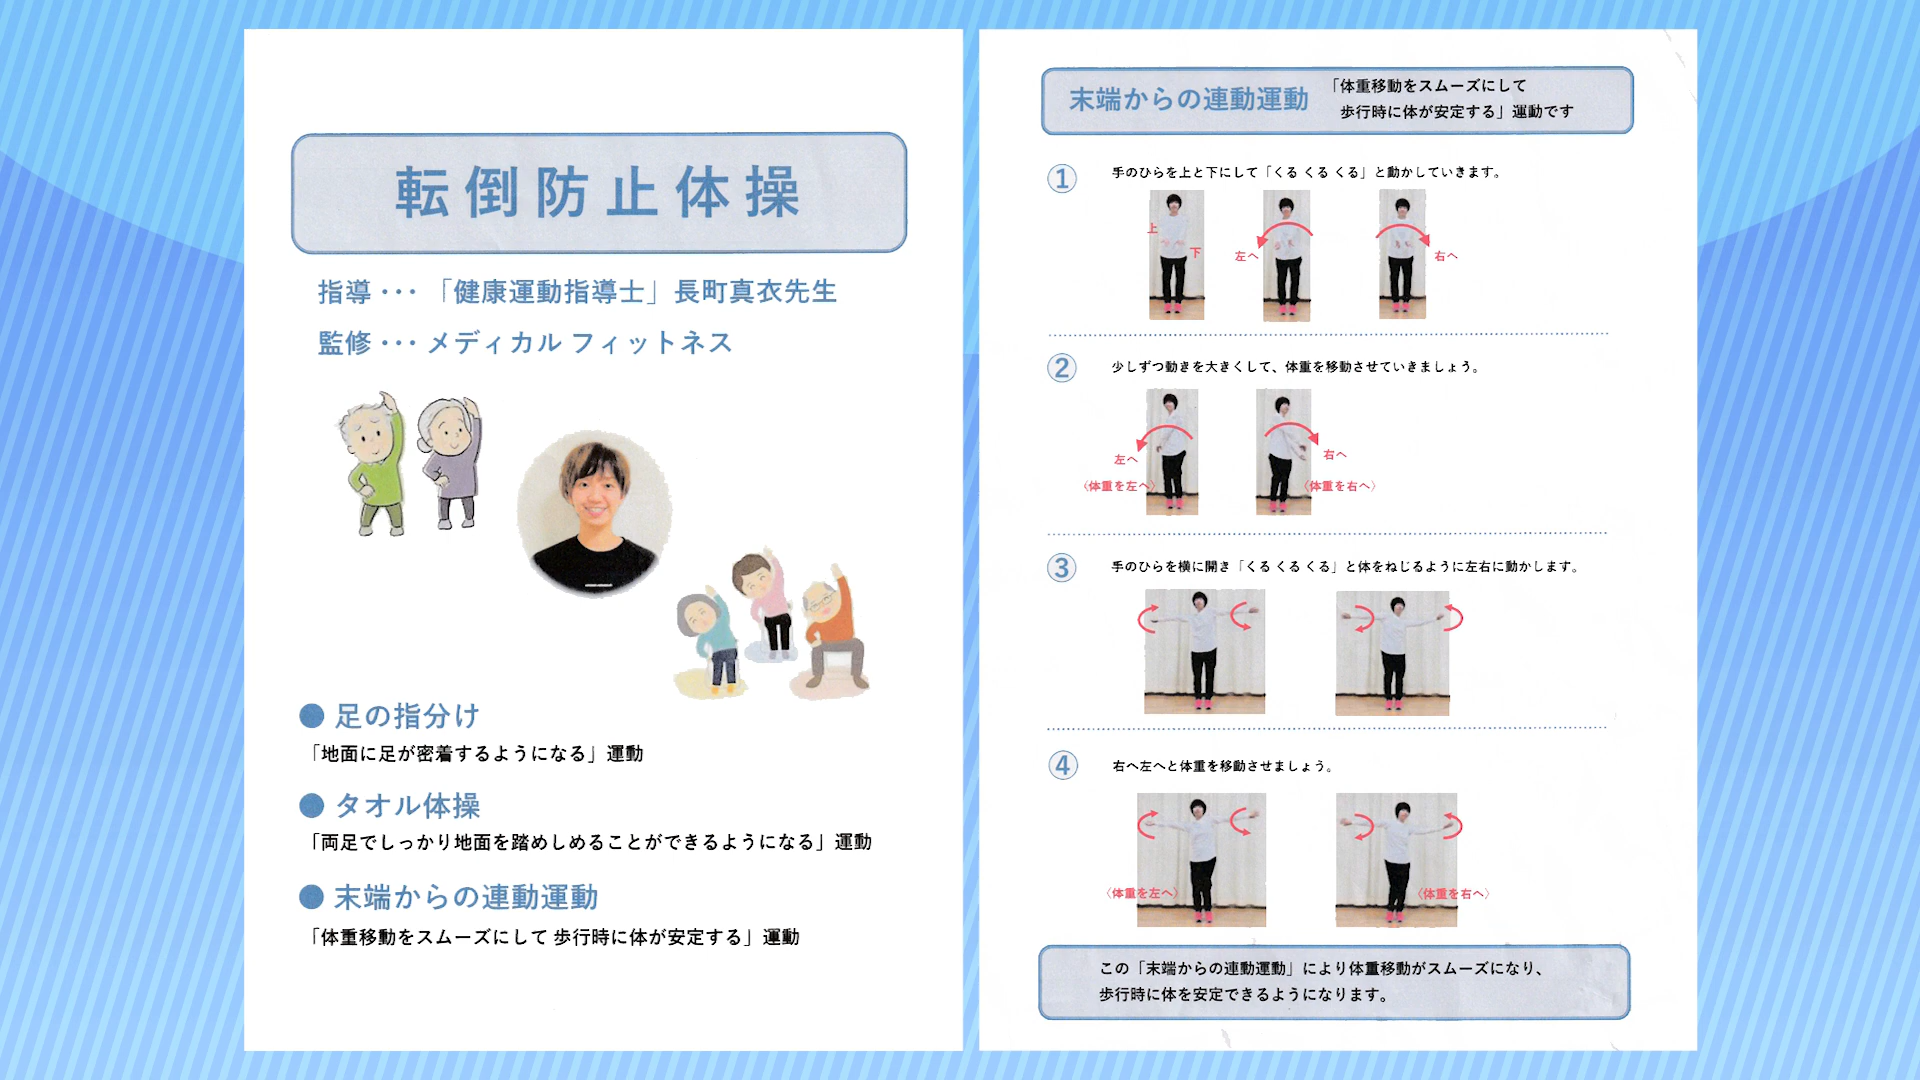 転倒防止体操
指導･･･「健康運動指導士」長町真衣先生
監修･･･メディカル フィットネス
● 足の指分け
「地面に足が密着するようになる」運動
● タオル体操
「両足でしっかり地面を踏めしめることができるようになる」運動
● 末端からの連動運動
「体重移動をスムーズにして 歩行時に体が安定する」運動
末端からの連動運動
「体重移動をスムーズにして
歩行時に体が安定する」運動です
① 手のひらを上と下にして「くる くる くる」と動かしていきます。
上
下
左へ
右へ
② 少しずつ動きを大きくして、体重を移動させていきましょう。
左へ
右へ
〈体重を左へ〉
〈体重を右へ〉
③ 手のひらを横に開き「くる くる くる」と体をねじるように左右に動かします。
④ 右へ左へと体重を移動させましょう。
〈体重を左へ〉
〈体重を右へ〉
この「末端からの連動運動」により体重移動がスムーズになり、
歩行時に体を安定できるようになります。